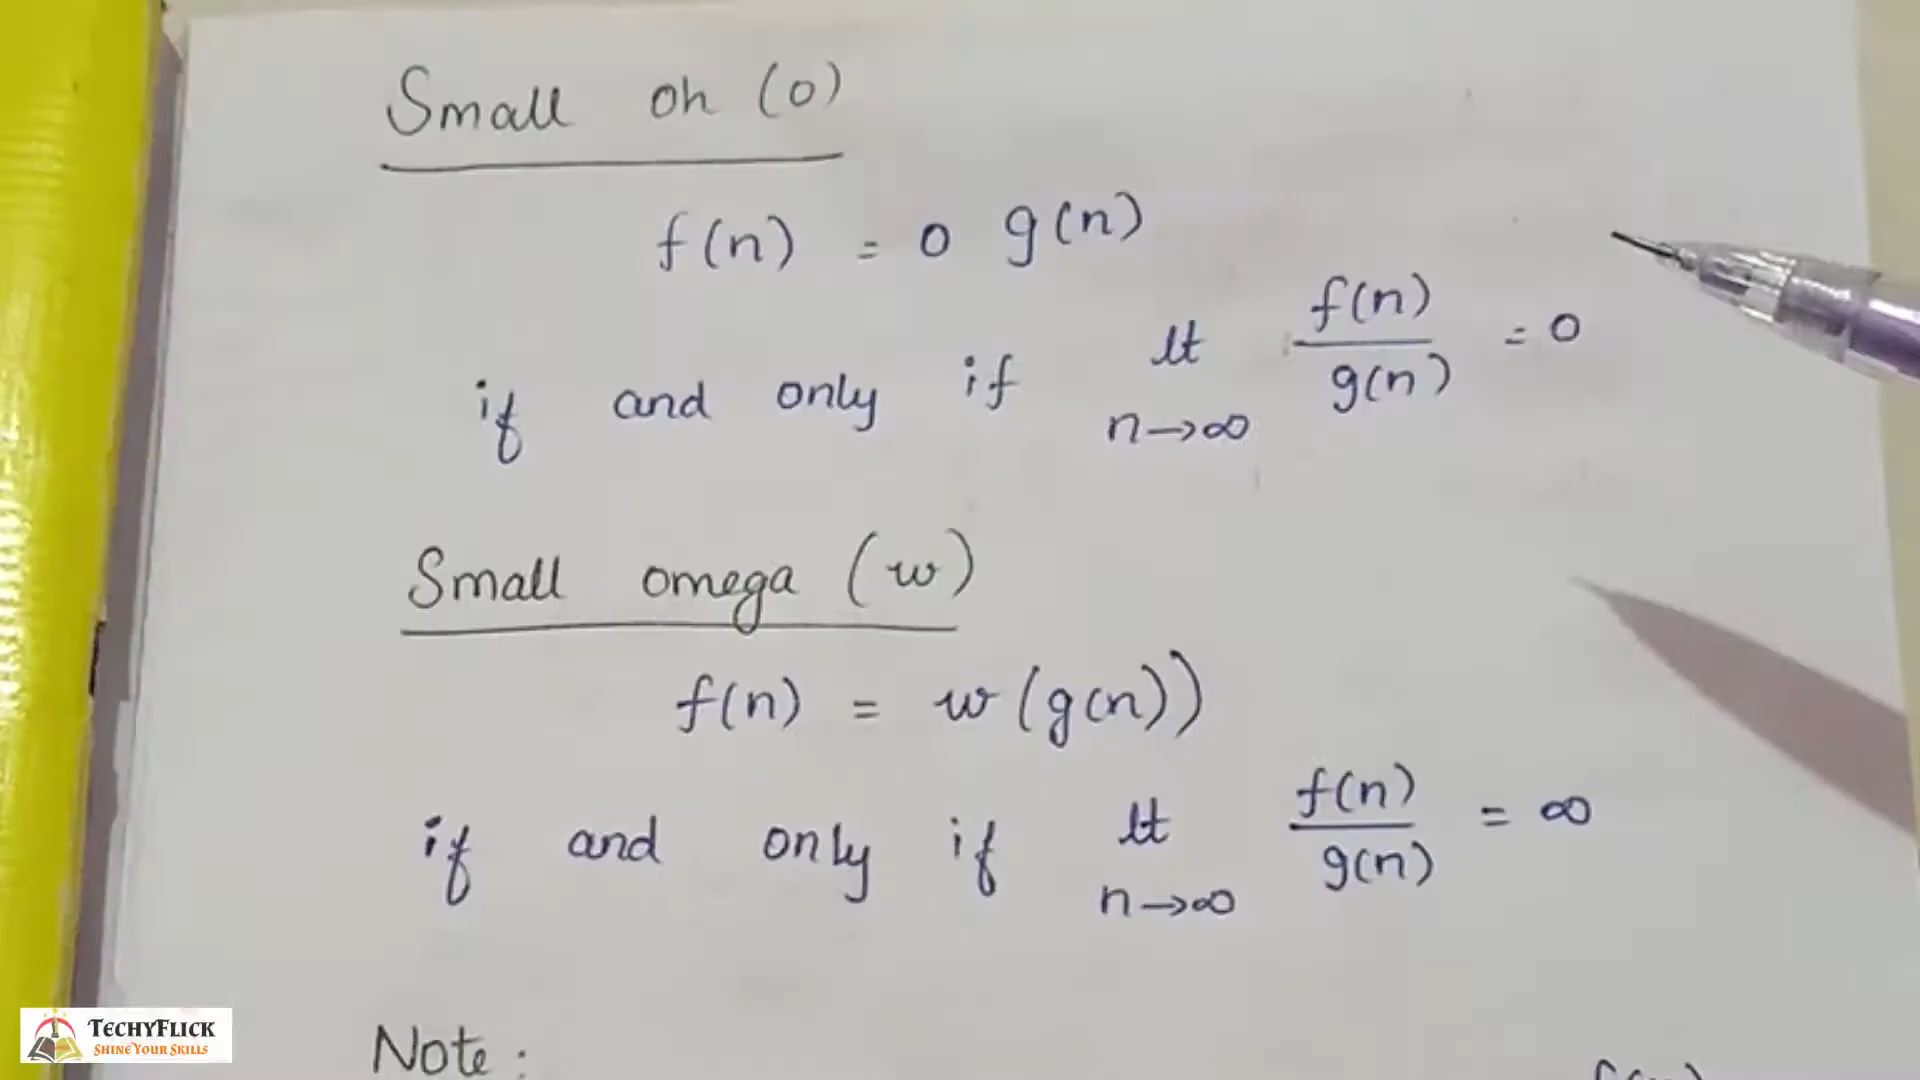 Small oh (o)
f(n) = o g(n)
if and only if lt n→∞ f(n)/g(n) = 0
Small omega (w)
f(n) = w(g(n))
if and only if lt n→∞ f(n)/g(n) = ∞
Note:
TECHYFLICK
SHINE YOUR SKILLS